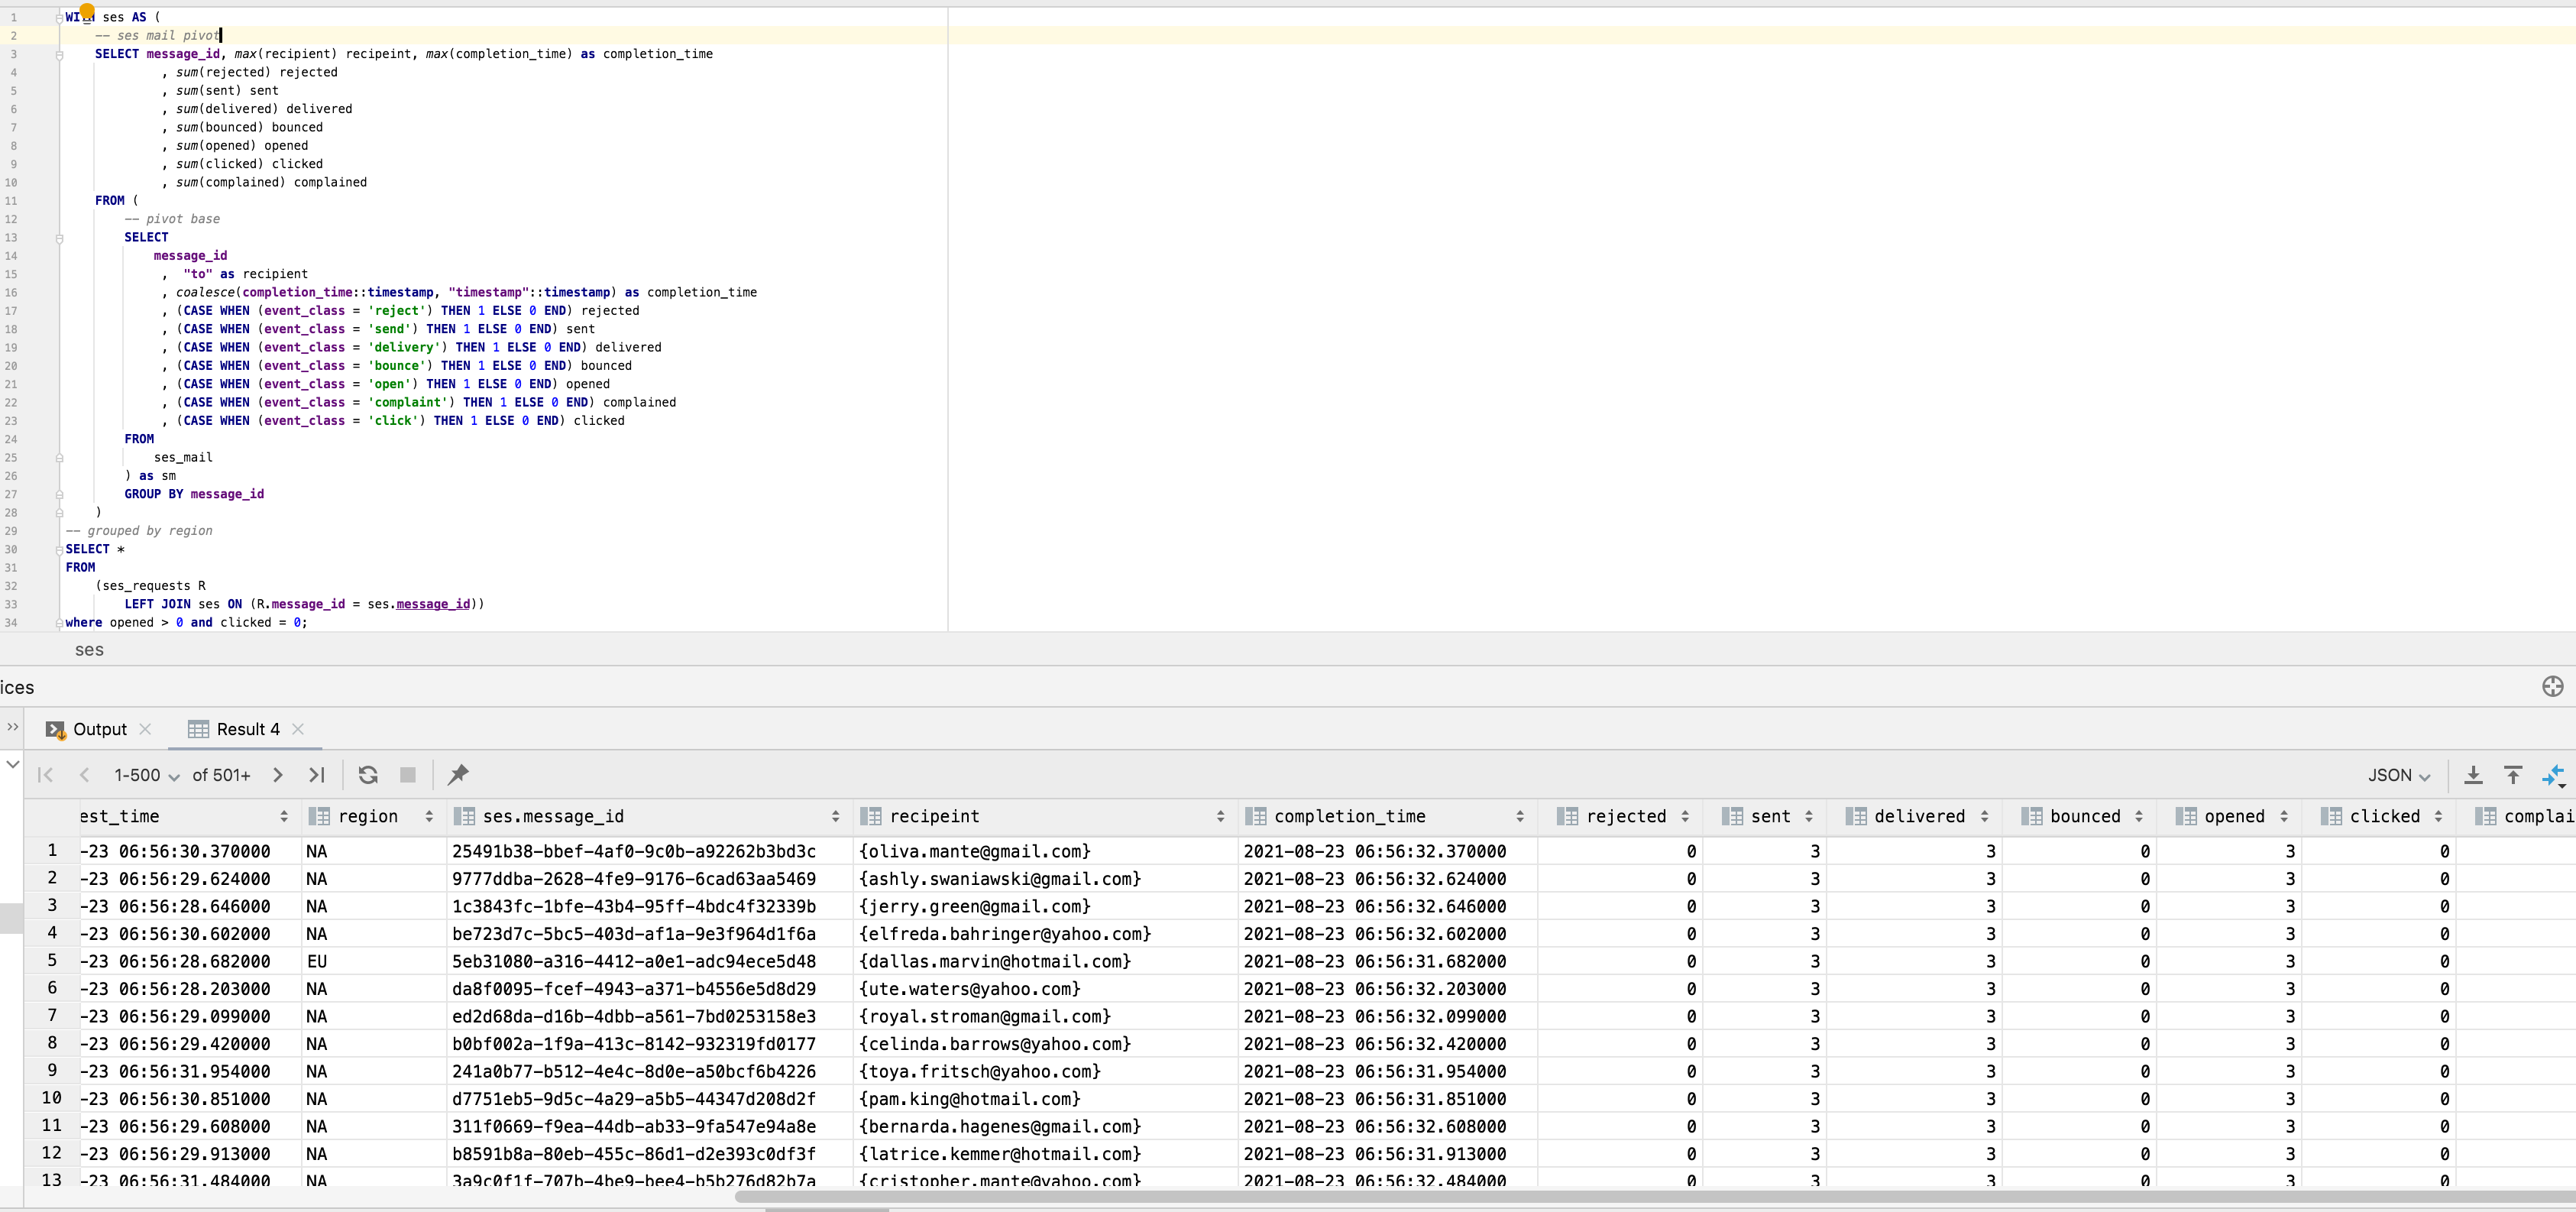 1 WITH ses AS (
2 -- ses mail pivot
3 SELECT message_id, max(recipient) recipeint, max(completion_time) as completion_time
4 , sum(rejected) rejected
5 , sum(sent) sent
6 , sum(delivered) delivered
7 , sum(bounced) bounced
8 , sum(opened) opened
9 , sum(clicked) clicked
10 , sum(complained) complained
11 FROM (
12 -- pivot base
13 SELECT
14 message_id
15 , "to" as recipient
16 , coalesce(completion_time::timestamp, "timestamp"::timestamp) as completion_time
17 , (CASE WHEN (event_class = 'reject') THEN 1 ELSE 0 END) rejected
18 , (CASE WHEN (event_class = 'send') THEN 1 ELSE 0 END) sent
19 , (CASE WHEN (event_class = 'delivery') THEN 1 ELSE 0 END) delivered
20 , (CASE WHEN (event_class = 'bounce') THEN 1 ELSE 0 END) bounced
21 , (CASE WHEN (event_class = 'open') THEN 1 ELSE 0 END) opened
22 , (CASE WHEN (event_class = 'complaint') THEN 1 ELSE 0 END) complained
23 , (CASE WHEN (event_class = 'click') THEN 1 ELSE 0 END) clicked
24 FROM
25 ses_mail
26 ) as sm
27 GROUP BY message_id
28 )
29 -- grouped by region
30 SELECT *
31 FROM
32 (ses_requests R
33 LEFT JOIN ses ON (R.message_id = ses.message_id))
34 where opened > 0 and clicked = 0;
ses
ices
Output Result 4
1-500 of 501+ JSON
est_time region ses.message_id recipeint completion_time rejected sent delivered bounced opened clicked complai
1 -23 06:56:30.370000 NA 25491b38-bbef-4af0-9c0b-a92262b3bd3c {oliva.mante@gmail.com} 2021-08-23 06:56:32.370000 0 3 3 0 3 0
2 -23 06:56:29.624000 NA 9777ddba-2628-4fe9-9176-6cad63aa5469 {ashly.swaniawski@gmail.com} 2021-08-23 06:56:32.624000 0 3 3 0 3 0
3 -23 06:56:28.646000 NA 1c3843fc-1bfe-43b4-95ff-4bdc4f32339b {jerry.green@gmail.com} 2021-08-23 06:56:32.646000 0 3 3 0 3 0
4 -23 06:56:30.602000 NA be723d7c-5bc5-403d-af1a-9e3f964d1f6a {elfreda.bahringer@yahoo.com} 2021-08-23 06:56:32.602000 0 3 3 0 3 0
5 -23 06:56:28.682000 EU 5eb31080-a316-4412-a0e1-adc94ece5d48 {dallas.marvin@hotmail.com} 2021-08-23 06:56:31.682000 0 3 3 0 3 0
6 -23 06:56:28.203000 NA da8f0095-fcef-4943-a371-b4556e5d8d29 {ute.waters@yahoo.com} 2021-08-23 06:56:32.203000 0 3 3 0 3 0
7 -23 06:56:29.099000 NA ed2d68da-d16b-4dbb-a561-7bd0253158e3 {royal.stroman@gmail.com} 2021-08-23 06:56:32.099000 0 3 3 0 3 0
8 -23 06:56:29.420000 NA b0bf002a-1f9a-413c-8142-932319fd0177 {celinda.barrows@yahoo.com} 2021-08-23 06:56:32.420000 0 3 3 0 3 0
9 -23 06:56:31.954000 NA 241a0b77-b512-4e4c-8d0e-a50bcf6b4226 {toya.fritsch@yahoo.com} 2021-08-23 06:56:31.954000 0 3 3 0 3 0
10 -23 06:56:30.851000 NA d7751eb5-9d5c-4a29-a5b5-44347d208d2f {pam.king@hotmail.com} 2021-08-23 06:56:31.851000 0 3 3 0 3 0
11 -23 06:56:29.608000 NA 311f0669-f9ea-44db-ab33-9fa547e94a8e {bernarda.hagenes@gmail.com} 2021-08-23 06:56:32.608000 0 3 3 0 3 0
12 -23 06:56:29.913000 NA b8591b8a-80eb-455c-86d1-d2e393c0df3f {latrice.kemmer@hotmail.com} 2021-08-23 06:56:31.913000 0 3 3 0 3 0
13 -23 06:56:31.484000 NA 3a9c0f1f-707b-4be9-bee4-b5b276d82b7a {cristopher.mante@yahoo.com} 2021-08-23 06:56:32.484000 0 3 3 0 3 0